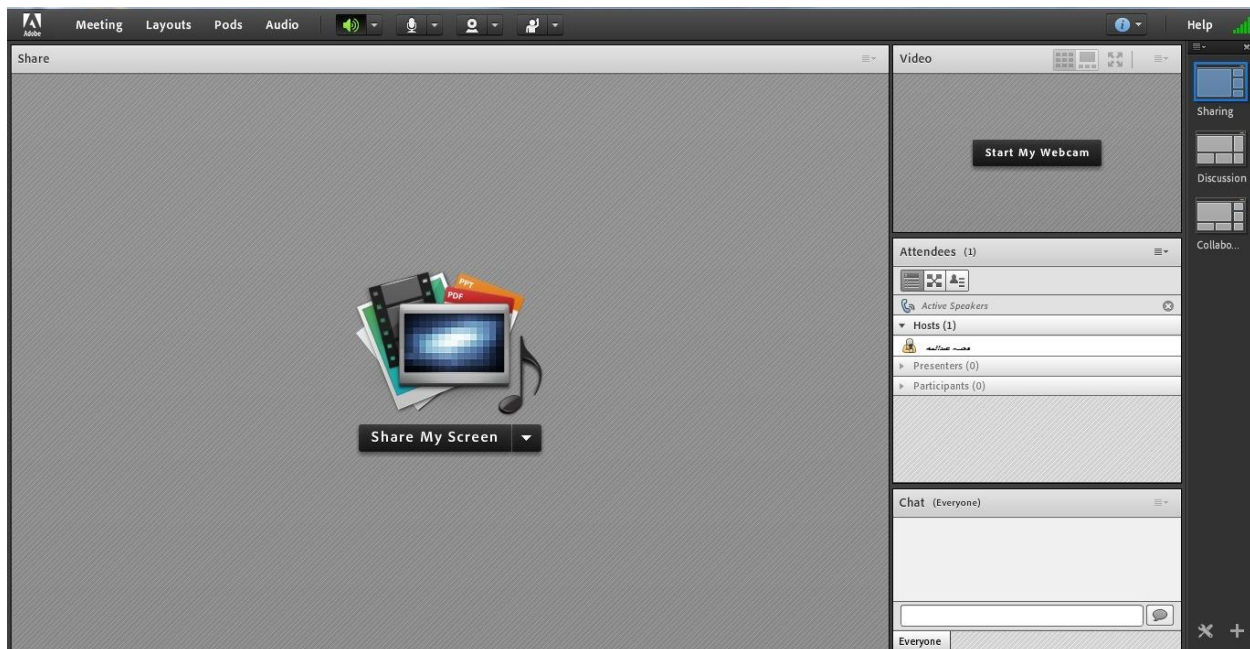 Adobe
Meeting Layouts Pods Audio
Help
Share
Video
Start My Webcam
Sharing
Discussion
Collabo...
PPT
PDF
Share My Screen
Attendees (1)
Active Speakers
Hosts (1)
Presenters (0)
Participants (0)
Chat (Everyone)
Everyone